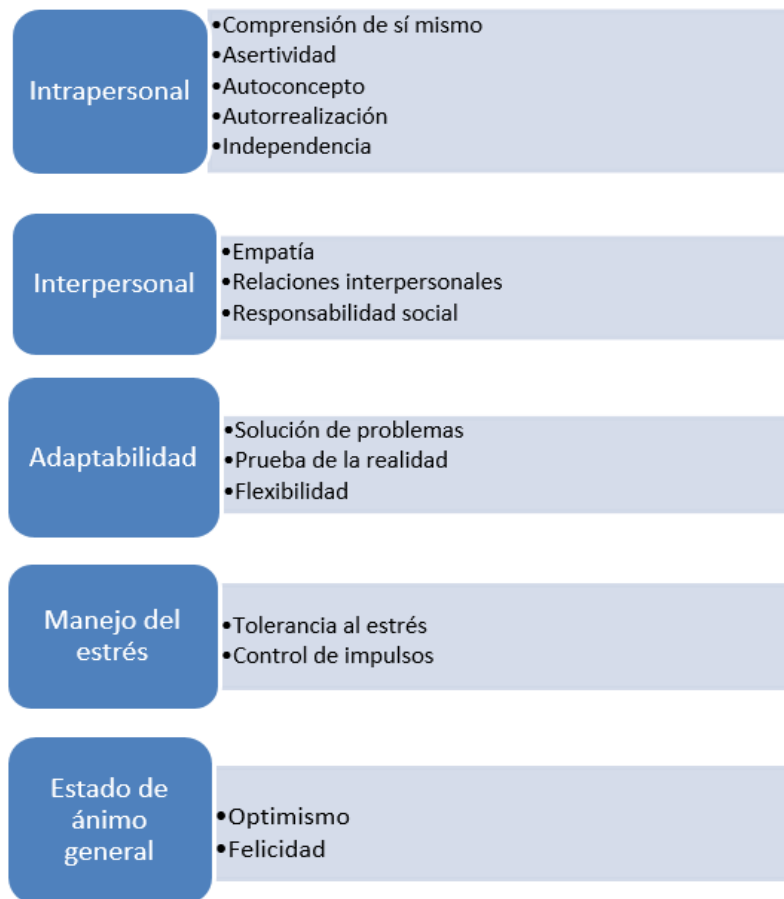 Intrapersonal
•Comprensión de sí mismo
•Asertividad
•Autoconcepto
•Autorrealización
•Independencia
Interpersonal
•Empatía
•Relaciones interpersonales
•Responsabilidad social
Adaptabilidad
•Solución de problemas
•Prueba de la realidad
•Flexibilidad
Manejo del
estrés
•Tolerancia al estrés
•Control de impulsos
Estado de
ánimo
general
•Optimismo
•Felicidad